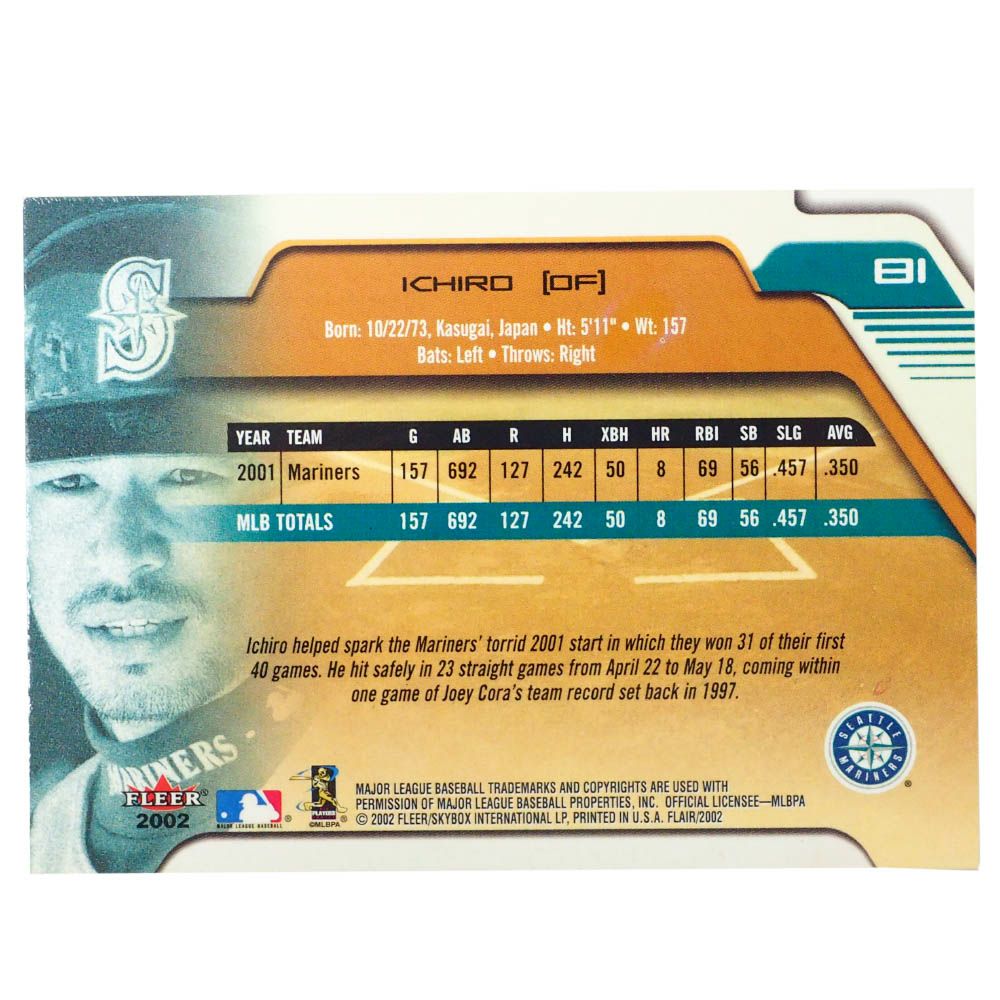 81
ICHIRO [OF]
Born: 10/22/73, Kasugai, Japan • Ht: 5'11" • Wt: 157
Bats: Left • Throws: Right
YEAR TEAM G AB R H XBH HR RBI SB SLG AVG
2001 Mariners 157 692 127 242 50 8 69 56 .457 .350
MLB TOTALS 157 692 127 242 50 8 69 56 .457 .350
Ichiro helped spark the Mariners' torrid 2001 start in which they won 31 of their first
40 games. He hit safely in 23 straight games from April 22 to May 18, coming within
one game of Joey Cora's team record set back in 1997.
SEATTLE
MARINERS
®
MARINERS
FLEER
2002
MAJOR LEAGUE BASEBALL ®
PLAYERS
©MLBPA ®
MAJOR LEAGUE BASEBALL TRADEMARKS AND COPYRIGHTS ARE USED WITH
PERMISSION OF MAJOR LEAGUE BASEBALL PROPERTIES, INC. OFFICIAL LICENSEE—MLBPA
© 2002 FLEER/SKYBOX INTERNATIONAL LP, PRINTED IN U.S.A. FLAIR/2002